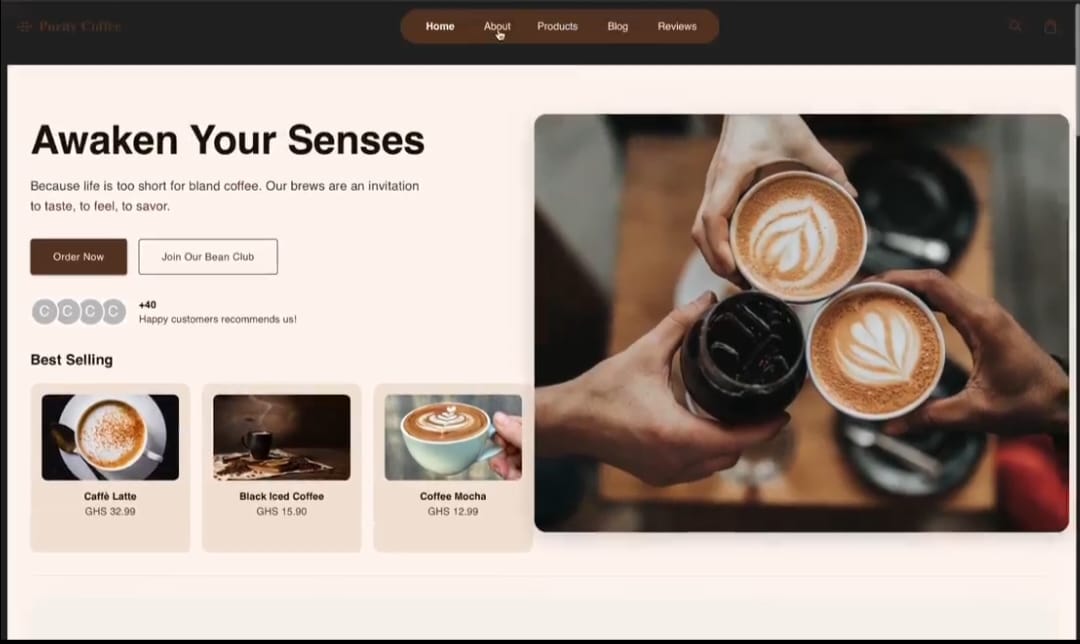 Purity Coffee
Home
About
Products
Blog
Reviews
Awaken Your Senses
Because life is too short for bland coffee. Our brews are an invitation
to taste, to feel, to savor.
Order Now
Join Our Bean Club
C C C C
+40
Happy customers recommends us!
Best Selling
Caffè Latte
GHS 32.99
Black Iced Coffee
GHS 15.90
Coffee Mocha
GHS 12.99